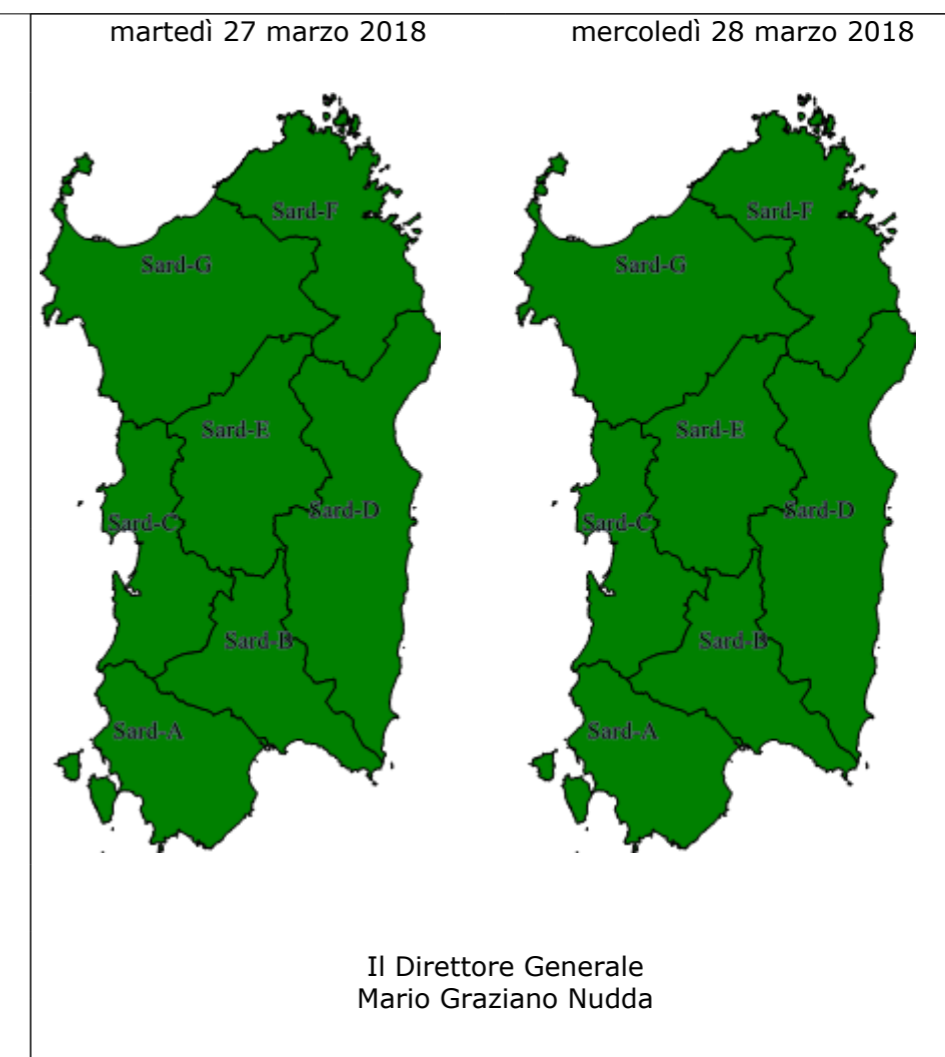 martedì 27 marzo 2018
Sard-F
Sard-G
Sard-E
Sard-D
Sard-C
Sard-B
Sard-A
mercoledì 28 marzo 2018
Sard-F
Sard-G
Sard-E
Sard-D
Sard-C
Sard-B
Sard-A
Il Direttore Generale
Mario Graziano Nudda